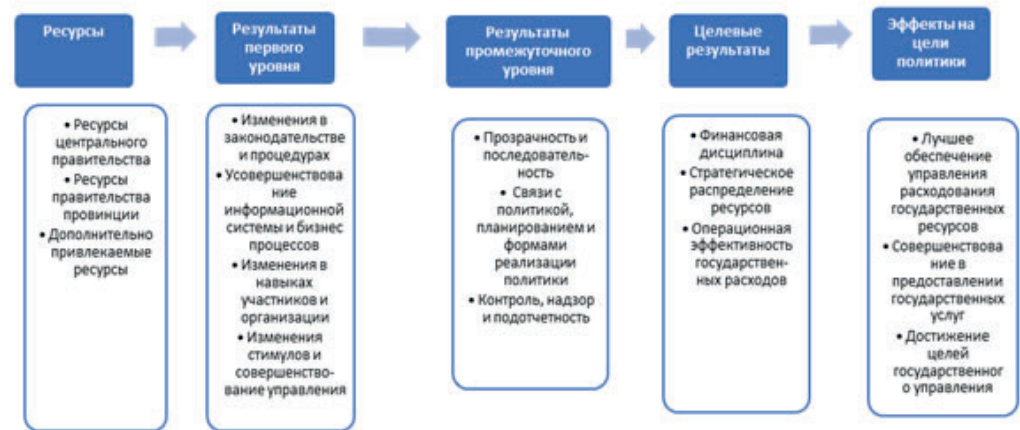 Ресурсы
• Ресурсы
центрального
правительства
• Ресурсы
правительства
провинции
• Дополнительно
привлекаемые
ресурсы
Результаты
первого
уровня
• Изменения в
законодательстве
и процедурах
• Усовершенствова
ние
информационной
системы и бизнес
процессов
• Изменения в
навыках
участников и
организации
• Изменения
стимулов и
совершенство-
вание управления
Результаты
промежуточного
уровня
• Прозрачность и
последователь-
ность
• Связи с
политикой,
планированием и
формами
реализации
политики
• Контроль, надзор
и подотчетность
Целевые
результаты
• Финансовая
дисциплина
• Стратегическое
распределение
ресурсов
• Операционная
эффективность
государствен-
ных расходов
Эффекты на
цели
политики
• Лучшее
обеспечение
управления
расходования
государственных
ресурсов
• Совершенствова
ние в
предоставлении
государственных
услуг
• Достижение
целей
государственног
о управления